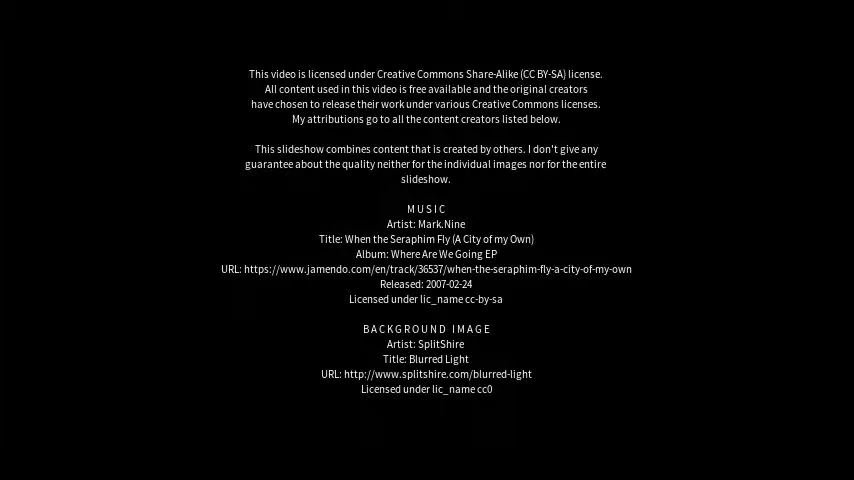 This video is licensed under Creative Commons Share-Alike (CC BY-SA) license.
All content used in this video is free available and the original creators
have chosen to release their work under various Creative Commons licenses.
My attributions go to all the content creators listed below.
This slideshow combines content that is created by others. I don't give any
guarantee about the quality neither for the individual images nor for the entire
slideshow.
MUSIC
Artist: Mark.Nine
Title: When the Seraphim Fly (A City of my Own)
Album: Where Are We Going EP
URL: https://www.jamendo.com/en/track/36537/when-the-seraphim-fly-a-city-of-my-own
Released: 2007-02-24
Licensed under lic_name cc-by-sa
BACKGROUND IMAGE
Artist: SplitShire
Title: Blurred Light
URL: http://www.splitshire.com/blurred-light
Licensed under lic_name cc0